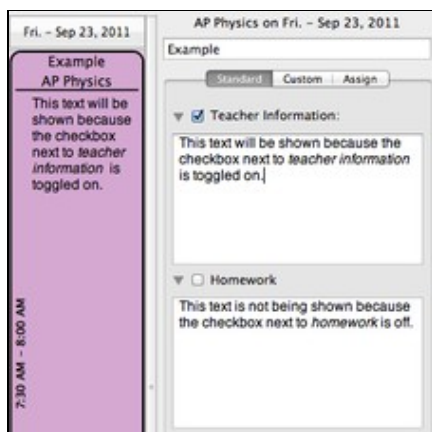 Fri. - Sep 23, 2011
Example
AP Physics
This text will be
shown because
the checkbox
next to teacher
information is
toggled on.
7:30 AM - 8:00 AM
AP Physics on Fri. - Sep 23, 2011
Example
Standard Custom Assign
Teacher Information:
This text will be shown because the
checkbox next to teacher information
is toggled on.
Homework
This text is not being shown because
the checkbox next to homework is off.